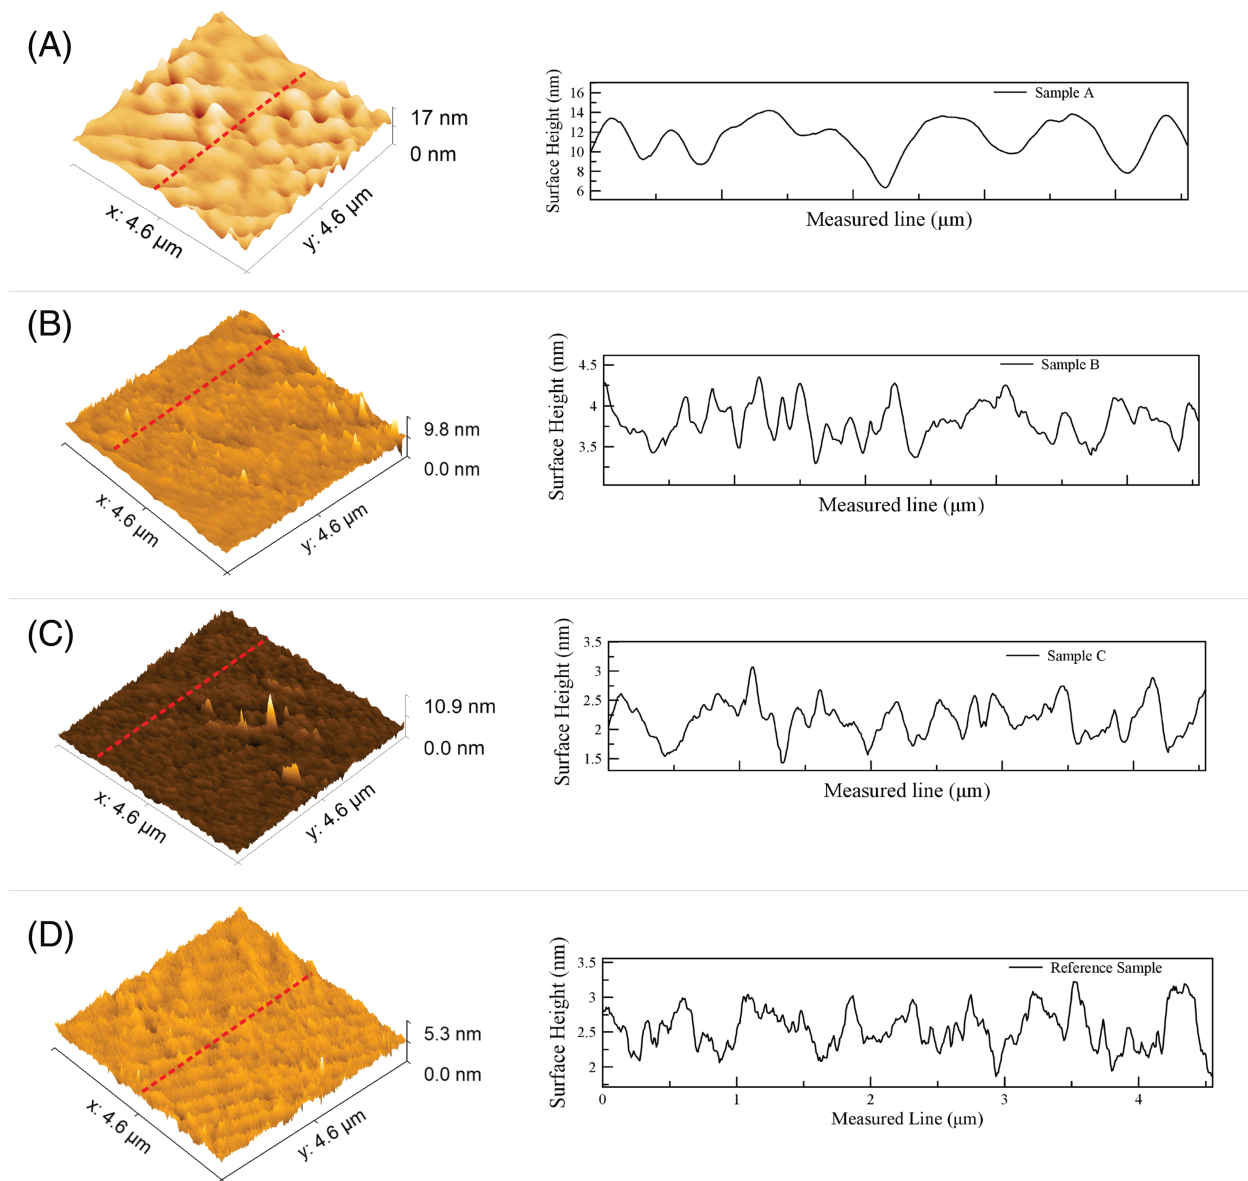 (A)
17 nm
0 nm
x: 4.6 µm
y: 4.6 µm
Surface Height (nm)
16
14
12
10
8
6
Sample A
Measured line (µm)
(B)
9.8 nm
0.0 nm
x: 4.6 µm
y: 4.6 µm
Surface Height (nm)
4.5
4
3.5
Sample B
Measured line (µm)
(C)
10.9 nm
0.0 nm
x: 4.6 µm
y: 4.6 µm
Surface Height (nm)
3.5
3
2.5
2
1.5
Sample C
Measured line (µm)
(D)
5.3 nm
0.0 nm
x: 4.6 µm
y: 4.6 µm
Surface Height (nm)
3.5
3
2.5
2
Reference Sample
0 1 2 3 4
Measured Line (µm)